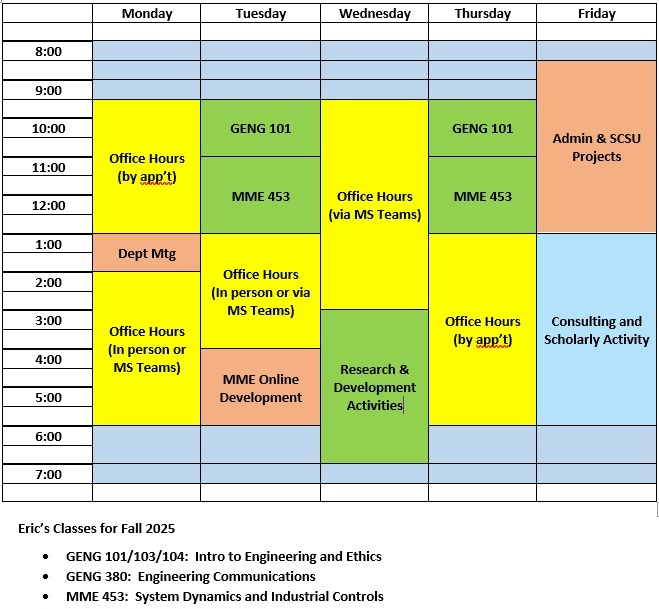 Monday Tuesday Wednesday Thursday Friday
8:00
9:00
10:00
11:00
12:00
1:00
2:00
3:00
4:00
5:00
6:00
7:00
Office Hours
(by app't)
Dept Mtg
Office Hours
(In person or
MS Teams)
GENG 101
MME 453
Office Hours
(In person or via
MS Teams)
MME Online
Development
Office Hours
(via MS Teams)
Research &
Development
Activities
GENG 101
MME 453
Office Hours
(by app't)
Admin & SCSU
Projects
Consulting and
Scholarly Activity
Eric's Classes for Fall 2025
• GENG 101/103/104: Intro to Engineering and Ethics
• GENG 380: Engineering Communications
• MME 453: System Dynamics and Industrial Controls